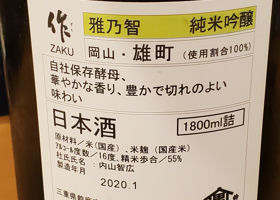 作 雅乃智 純米吟醸
ZAKU 岡山・雄町 (使用割合100%)
自社保存酵母、
華やかな香り、豊かで切れのよい
味わい
日本酒 1800ml詰
原材料/米(国産)、米麹(国産米)
アルコール度数/16度、精米歩合/55%
杜氏氏名:内山智広
製造年月
2020.1
三重県鈴鹿